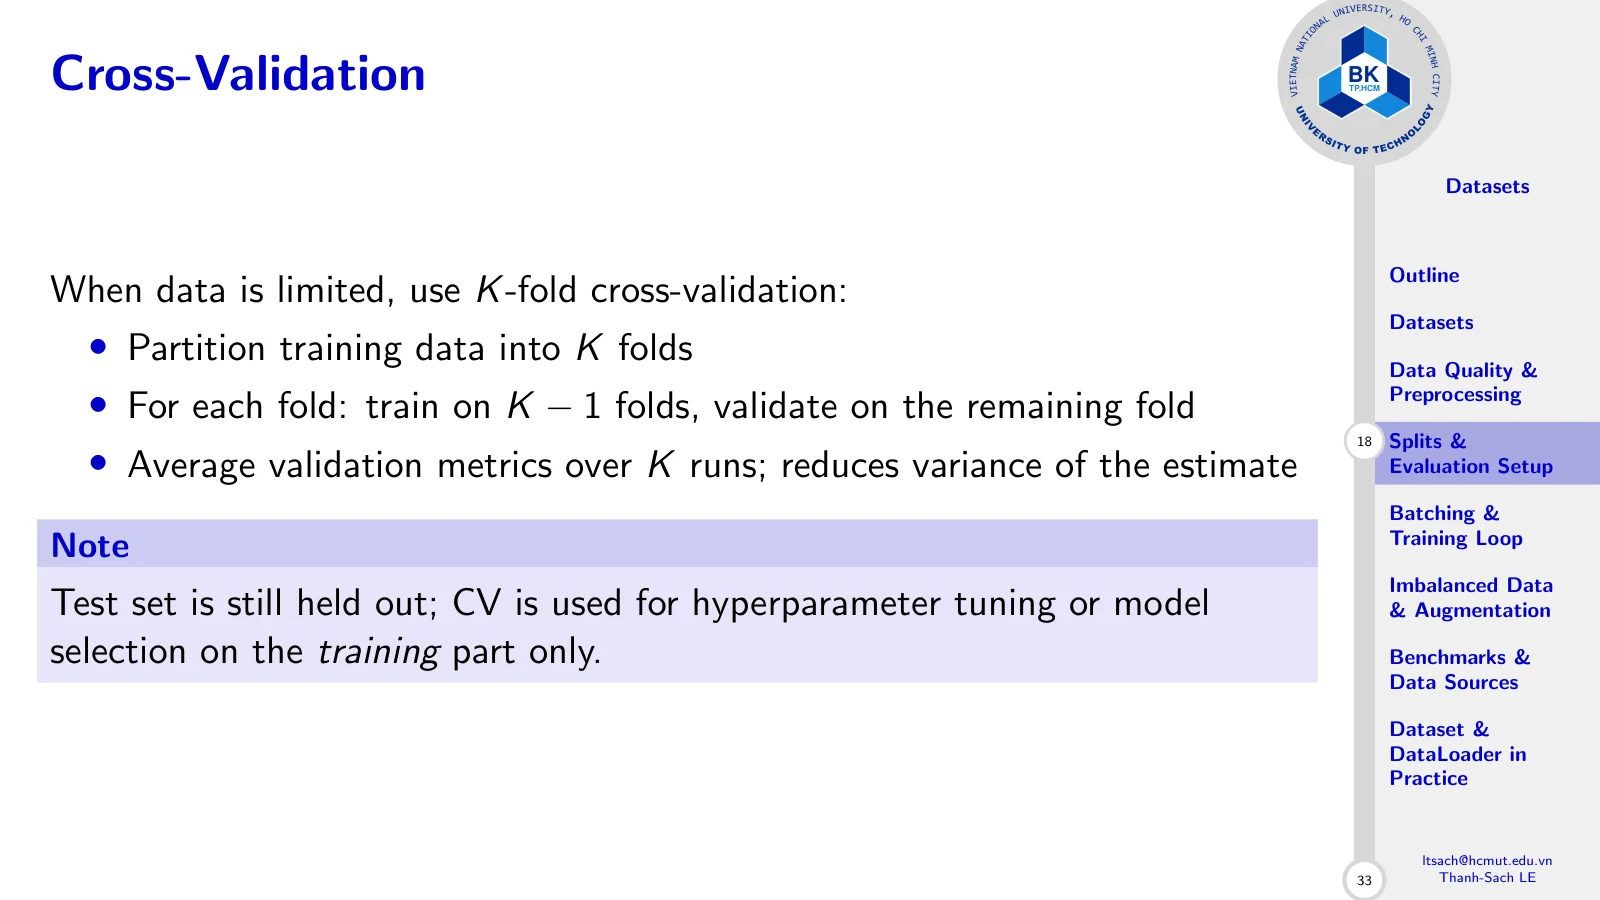 Cross-Validation
When data is limited, use K-fold cross-validation:
• Partition training data into K folds
• For each fold: train on K − 1 folds, validate on the remaining fold
• Average validation metrics over K runs; reduces variance of the estimate
Note
Test set is still held out; CV is used for hyperparameter tuning or model
selection on the training part only.
VIETNAM NATIONAL UNIVERSITY, HO CHI MINH CITY
BK
TP.HCM
UNIVERSITY OF TECHNOLOGY
Datasets
Outline
Datasets
Data Quality &
Preprocessing
18
Splits &
Evaluation Setup
Batching &
Training Loop
Imbalanced Data
& Augmentation
Benchmarks &
Data Sources
Dataset &
DataLoader in
Practice
ltsach@hcmut.edu.vn
Thanh-Sach LE
33